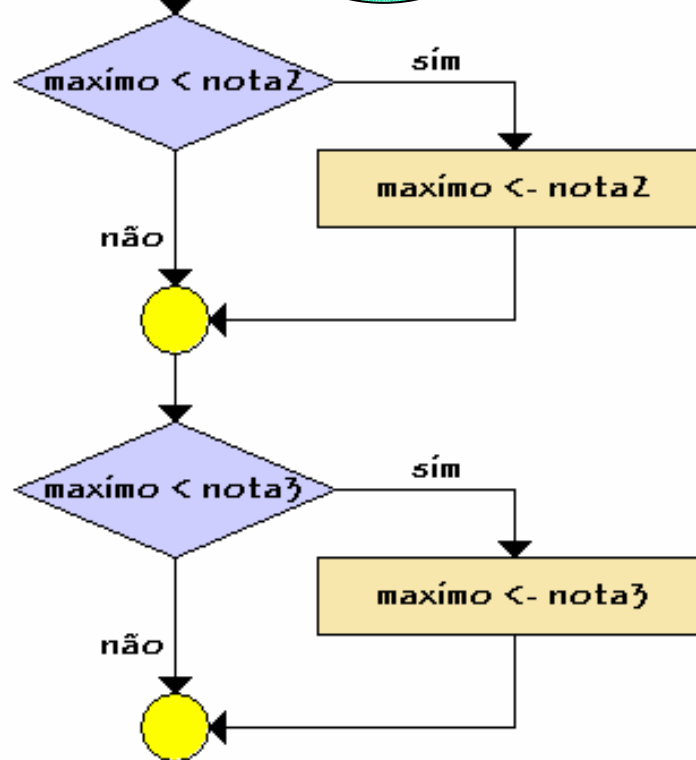 maxímo < nota2
sím
maxímo <- nota2
não
maxímo < nota3
sím
maxímo <- nota3
não